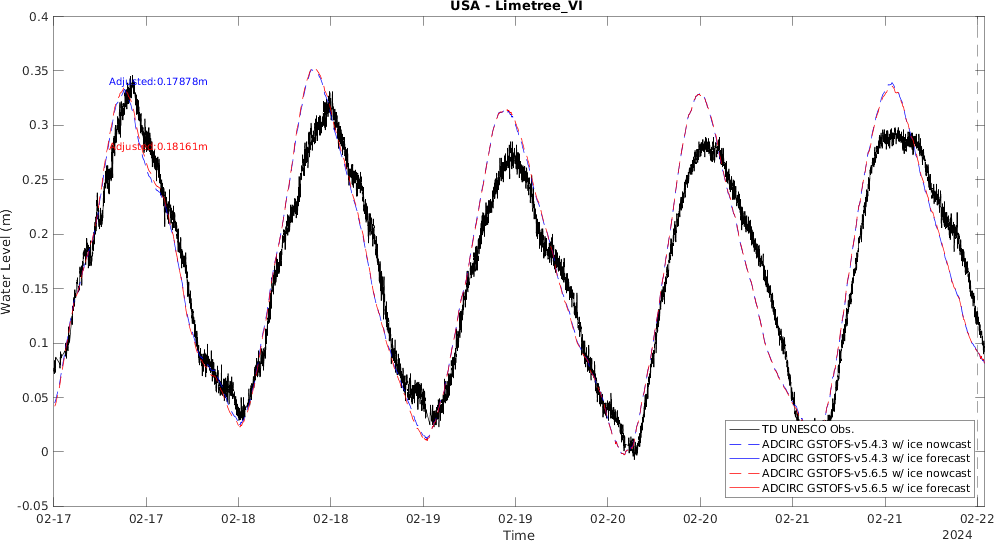 USA - Limetree_VI
0.4
0.35
0.3
0.25
0.2
0.15
0.1
0.05
0
-0.05
Water Level (m)
Adjusted:0.17878m
Adjusted:0.18161m
TD UNESCO Obs.
ADCIRC GSTOFS-v5.4.3 w/ ice nowcast
ADCIRC GSTOFS-v5.4.3 w/ ice forecast
ADCIRC GSTOFS-v5.6.5 w/ ice nowcast
ADCIRC GSTOFS-v5.6.5 w/ ice forecast
02-17 02-17 02-18 02-18 02-19 02-19 02-20 02-20 02-21 02-21 02-22
Time
2024